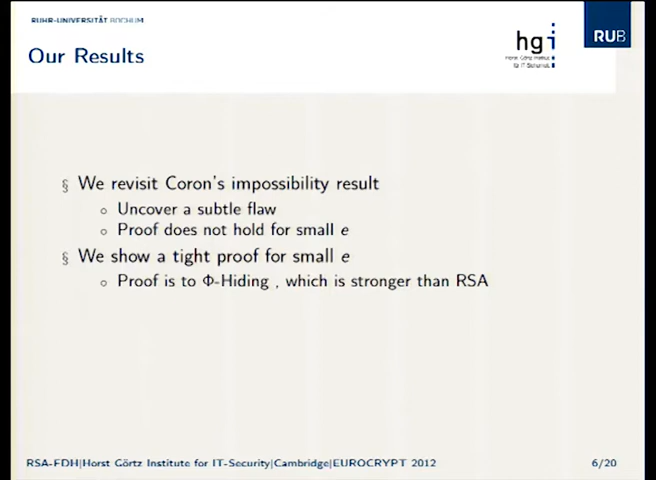 RUHR-UNIVERSITÄT BOCHUM
Our Results
hgi
Horst Görtz Institut
für IT-Sicherheit
RUB
§ We revisit Coron's impossibility result
○ Uncover a subtle flaw
○ Proof does not hold for small e
§ We show a tight proof for small e
○ Proof is to Φ-Hiding , which is stronger than RSA
RSA-FDH|Horst Görtz Institute for IT-Security|Cambridge|EUROCRYPT 2012
6/20